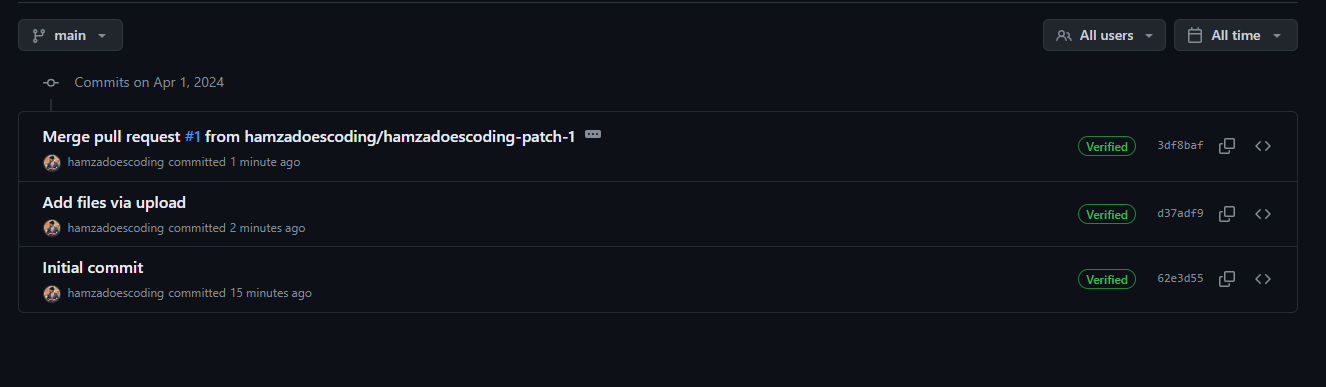 main
All users
All time
Commits on Apr 1, 2024
Merge pull request #1 from hamzadoescoding/hamzadoescoding-patch-1
hamzadoescoding committed 1 minute ago
Verified
3df8baf
Add files via upload
hamzadoescoding committed 2 minutes ago
Verified
d37adf9
Initial commit
hamzadoescoding committed 15 minutes ago
Verified
62e3d55